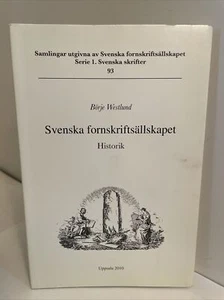 Samlingar utgivna av Svenska fornskriftsällskapet
Serie 1. Svenska skrifter
93
Börje Westlund
Svenska fornskriftsällskapet
Historik
Uppsala 2010